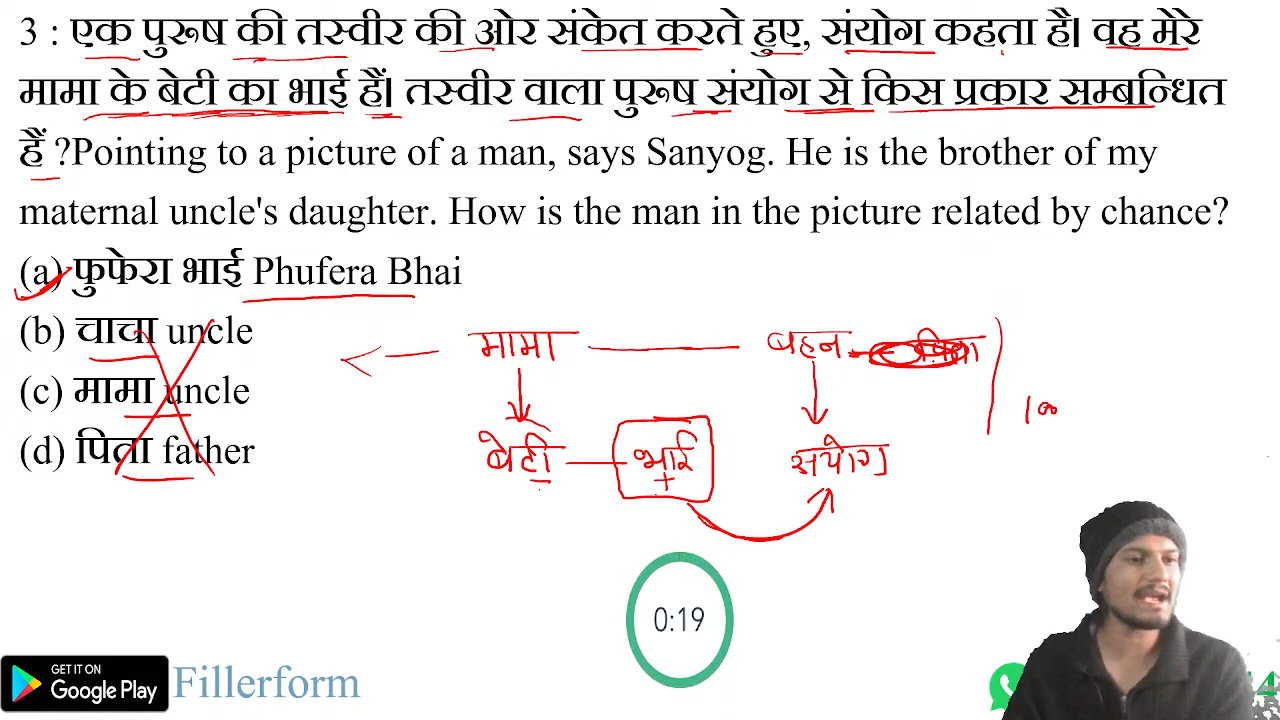 3 : एक पुरूष की तस्वीर की ओर संकेत करते हुए, संयोग कहता है। वह मेरे
मामा के बेटी का भाई हैं। तस्वीर वाला पुरूष संयोग से किस प्रकार सम्बन्धित
हैं ?Pointing to a picture of a man, says Sanyog. He is the brother of my
maternal uncle's daughter. How is the man in the picture related by chance?
(a) फुफेरा भाई Phufera Bhai
(b) चाचा uncle
(c) मामा uncle
(d) पिता father
मामा बहन
बेटी भाई संयोग
+
0:19
GET IT ON
Google Play
Fillerform
4